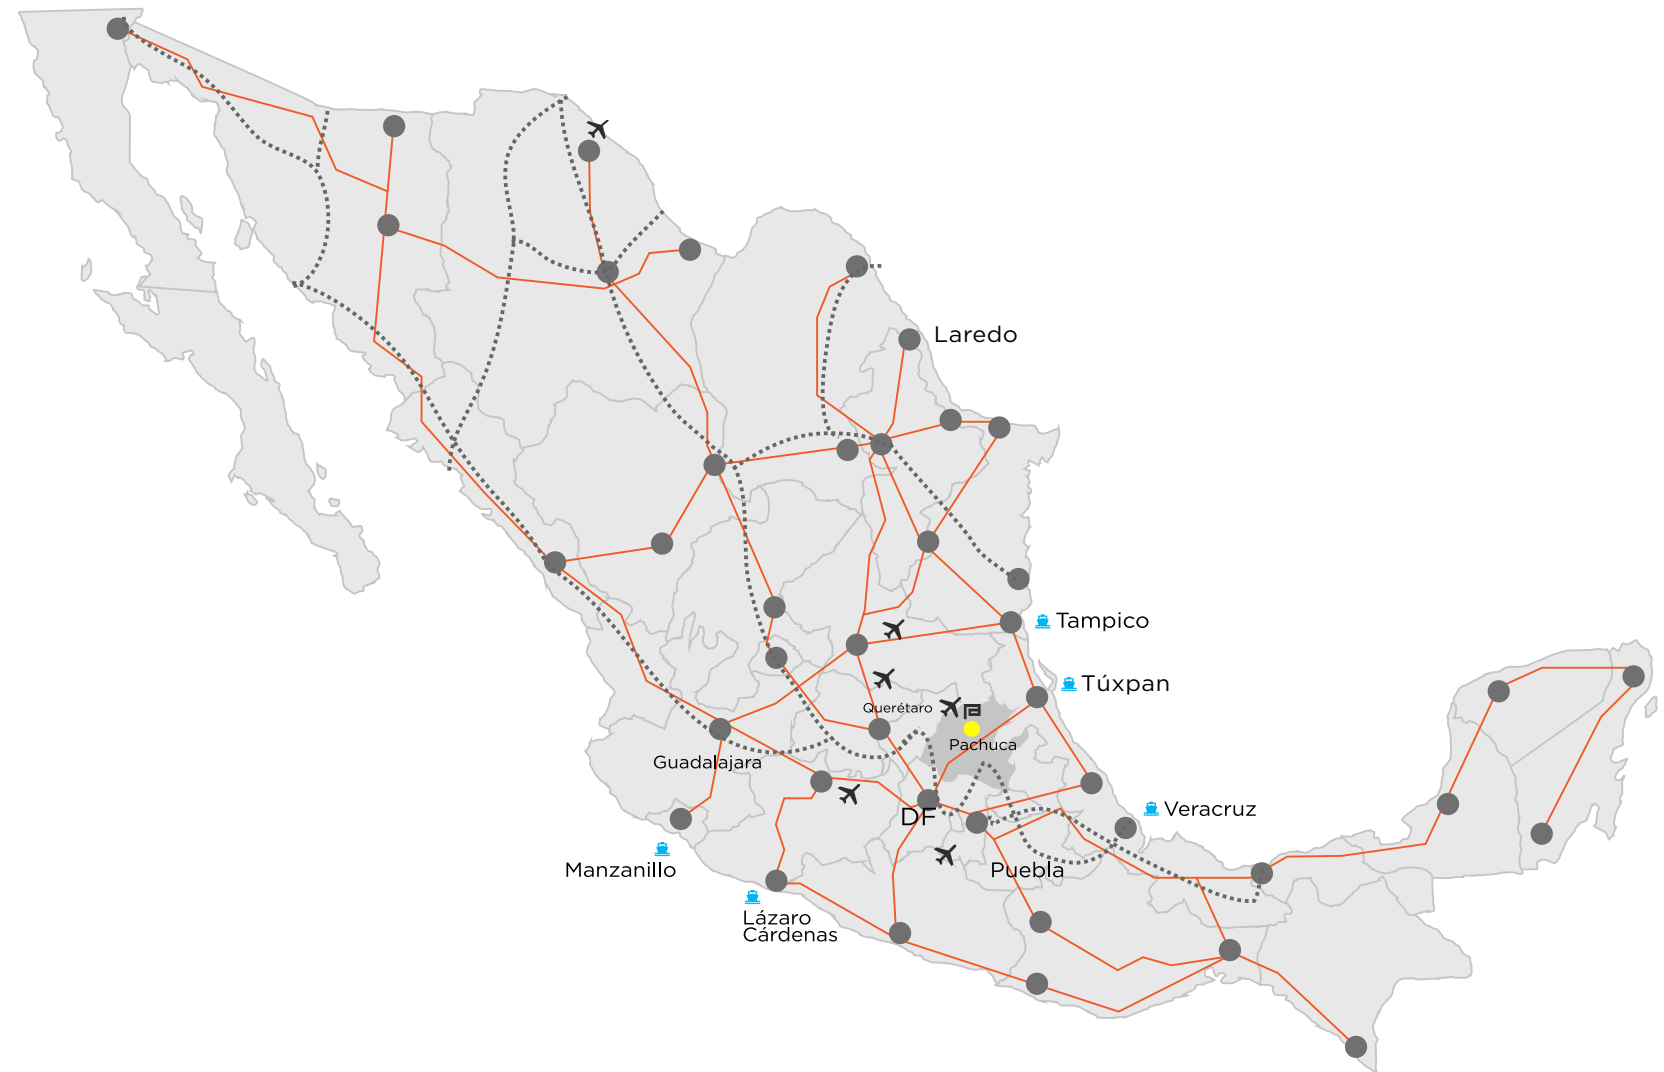 Laredo
Tampico
Túxpan
Querétaro
Pachuca
Guadalajara
DF
Veracruz
Manzanillo
Puebla
Lázaro
Cárdenas